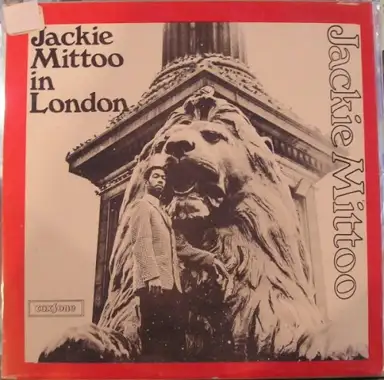 Jackie
Mittoo
in
London
Jackie Mittoo
coxsone